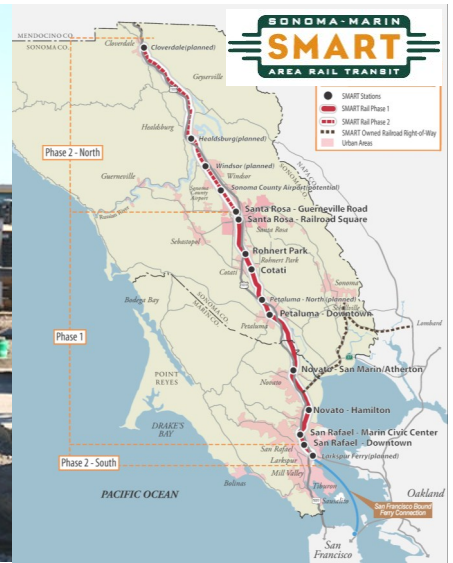 SONOMA-MARIN
SMART
AREA RAIL TRANSIT
SMART Stations
SMART Rail Phase 1
SMART Rail Phase 2
SMART Owned Railroad Right-of-Way
Urban Areas
MENDOCINO CO.
SONOMA CO.
Cloverdale
Cloverdale(planned)
Geyserville
Healdsburg
Healdsburg(planned)
Phase 2 - North
Windsor (planned)
Windsor
Guerneville
Sonoma
County
Airport
Sonoma County Airport(potential)
NAPA CO.
SONOMA CO.
Russian River
Santa Rosa - Guerneville Road
Santa Rosa - Railroad Square
Santa Rosa
Sebastopol
Rohnert Park
Rohnert Park
Cotati
Cotati
Sonoma
Bodega Bay
SONOMA CO.
MARIN CO.
Petaluma - North(planned)
Petaluma - Downtown
Petaluma
Lombard
Phase 1
POINT
REYES
Novato - San Marin/Atherton
Novato
Novato - Hamilton
DRAKE'S
BAY
San Rafael - Marin Civic Center
San Rafael - Downtown
San Rafael
Larkspur
Larkspur Ferry(planned)
Phase 2 - South
Mill Valley
Tiburon
Bolinas
Sausalito
PACIFIC OCEAN
Oakland
San Francisco Bound
Ferry Connection
San
Francisco